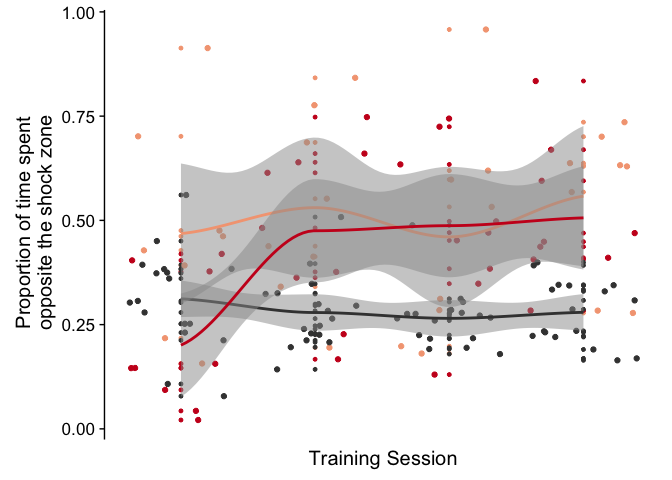 1.00
0.75
0.50
0.25
0.00
Proportion of time spent
opposite the shock zone
Training Session